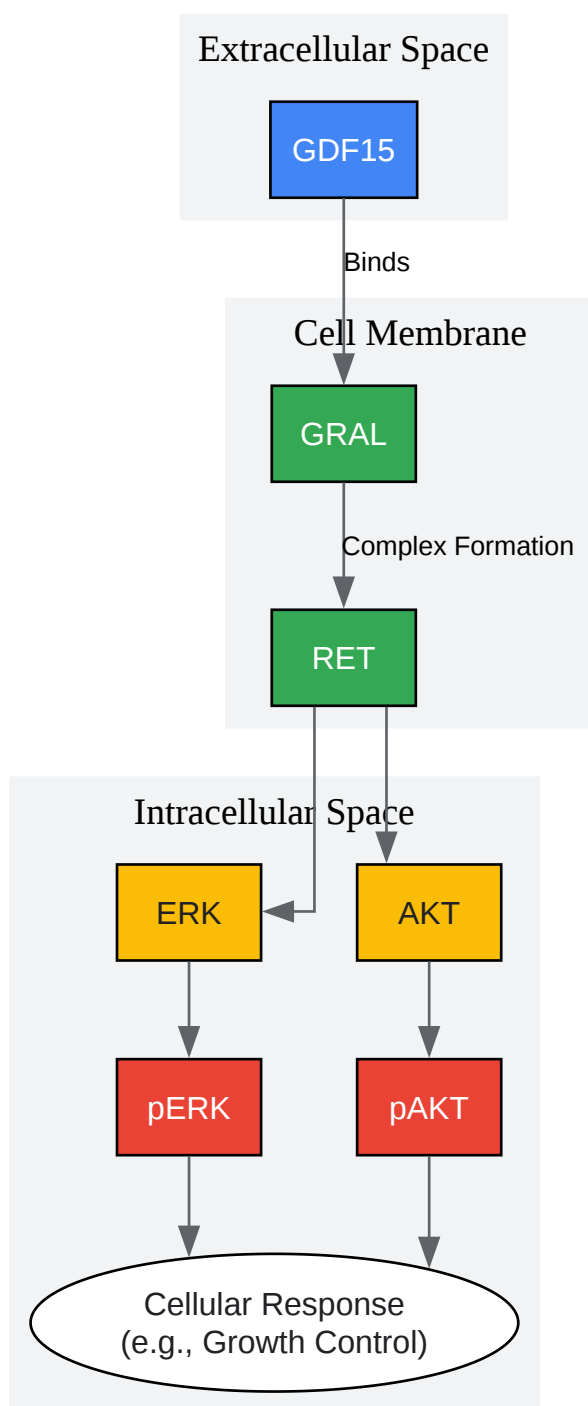 Extracellular Space
GDF15
Binds
Cell Membrane
GRAL
Complex Formation
RET
Intracellular Space
ERK
AKT
pERK
pAKT
Cellular Response
(e.g., Growth Control)